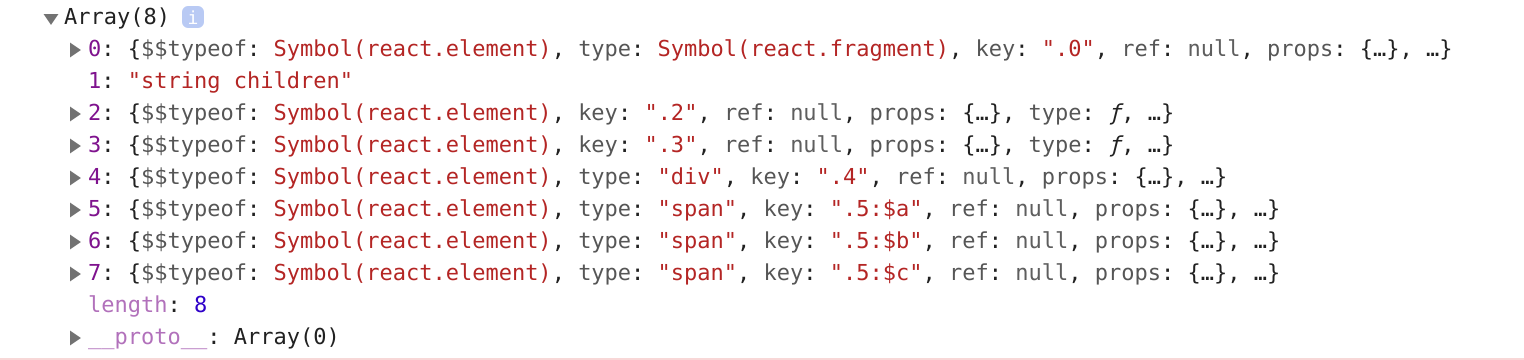 ▼Array(8) i
▶0: {$$typeof: Symbol(react.element), type: Symbol(react.fragment), key: ".0", ref: null, props: {…}, …}
1: "string children"
▶2: {$$typeof: Symbol(react.element), key: ".2", ref: null, props: {…}, type: ƒ, …}
▶3: {$$typeof: Symbol(react.element), key: ".3", ref: null, props: {…}, type: ƒ, …}
▶4: {$$typeof: Symbol(react.element), type: "div", key: ".4", ref: null, props: {…}, …}
▶5: {$$typeof: Symbol(react.element), type: "span", key: ".5:$a", ref: null, props: {…}, …}
▶6: {$$typeof: Symbol(react.element), type: "span", key: ".5:$b", ref: null, props: {…}, …}
▶7: {$$typeof: Symbol(react.element), type: "span", key: ".5:$c", ref: null, props: {…}, …}
length: 8
▶__proto__: Array(0)